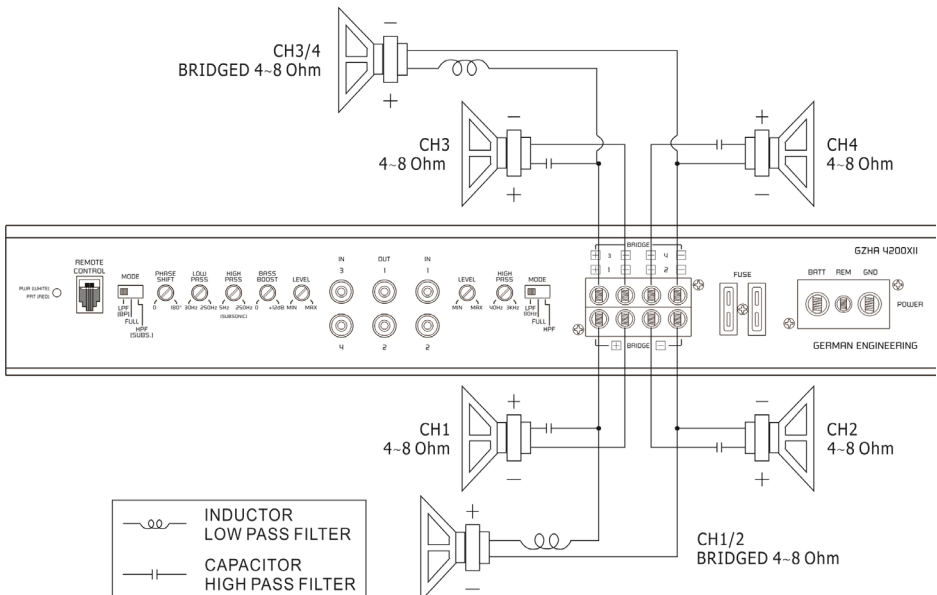 CH3/4
BRIDGED 4~8 Ohm
− +
CH3
4~8 Ohm
− +
+ −
CH4
4~8 Ohm
REMOTE
CONTROL
PWR (WHITE)
PRT (RED)
MODE
LPF
(BP)
FULL
HPF
(SUBS.)
PHASE
SHIFT
0 180°
LOW
PASS
30Hz 250Hz
HIGH
PASS
5Hz 250Hz
(SUBSONIC)
BASS
BOOST
0 +12dB
LEVEL
MIN MAX
IN OUT IN
3 1 1
4 2 2
LEVEL
MIN MAX
HIGH
PASS
40Hz 3KHz
MODE
LPF
80Hz
FULL
HPF
BRIDGE
+ 3 − + 4 −
+ 1 − + 2 −
+ BRIDGE −
FUSE
GZHA 4200XII
BATT REM GND
POWER
GERMAN ENGINEERING
CH1
4~8 Ohm
+ −
− +
CH2
4~8 Ohm
+ −
CH1/2
BRIDGED 4~8 Ohm
INDUCTOR
LOW PASS FILTER
CAPACITOR
HIGH PASS FILTER